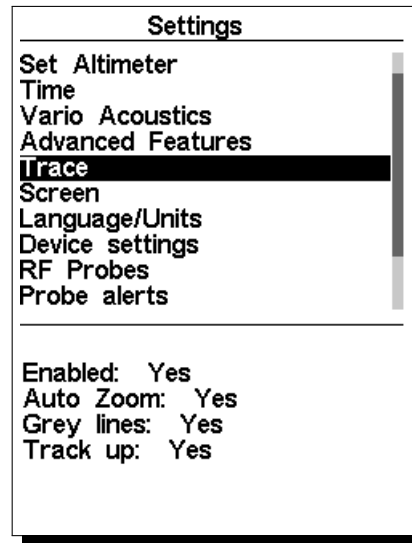 Settings
Set Altimeter
Time
Vario Acoustics
Advanced Features
Trace
Screen
Language/Units
Device settings
RF Probes
Probe alerts
Enabled: Yes
Auto Zoom: Yes
Grey lines: Yes
Track up: Yes